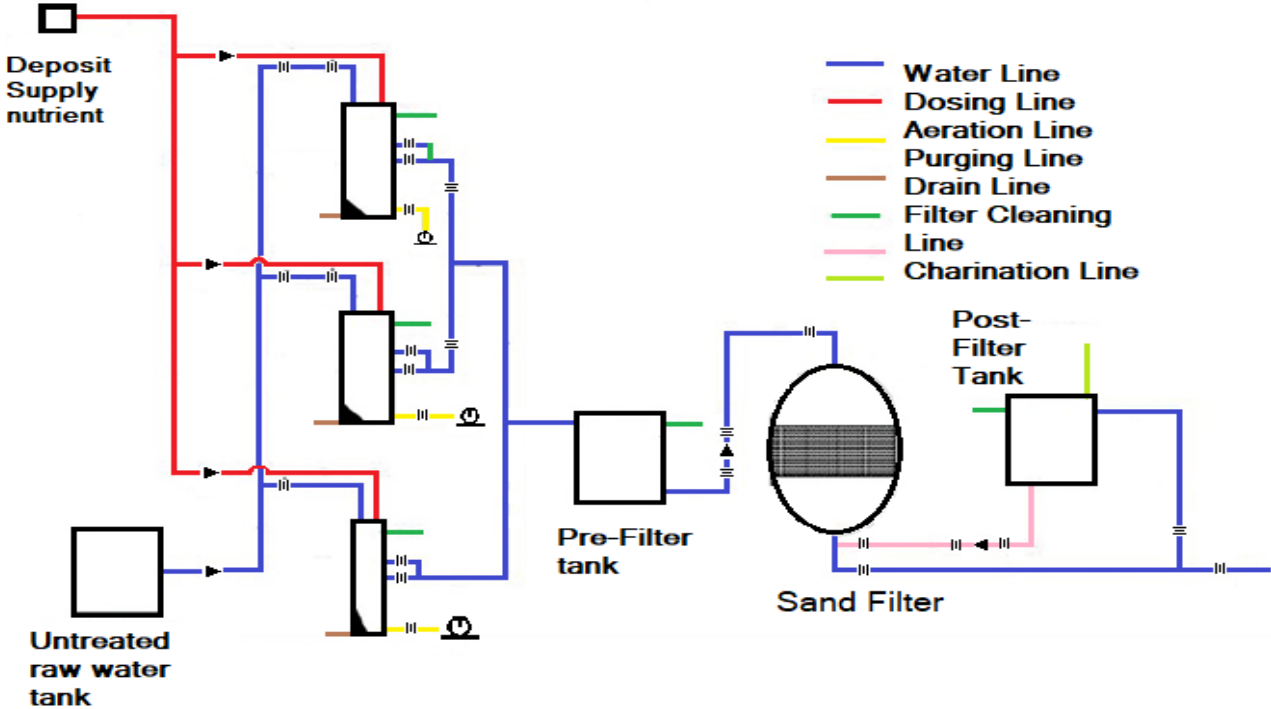 Deposit
Supply
nutrient
Water Line
Dosing Line
Aeration Line
Purging Line
Drain Line
Filter Cleaning
Line
Charination Line
Post-
Filter
Tank
Pre-Filter
tank
Sand Filter
Untreated
raw water
tank